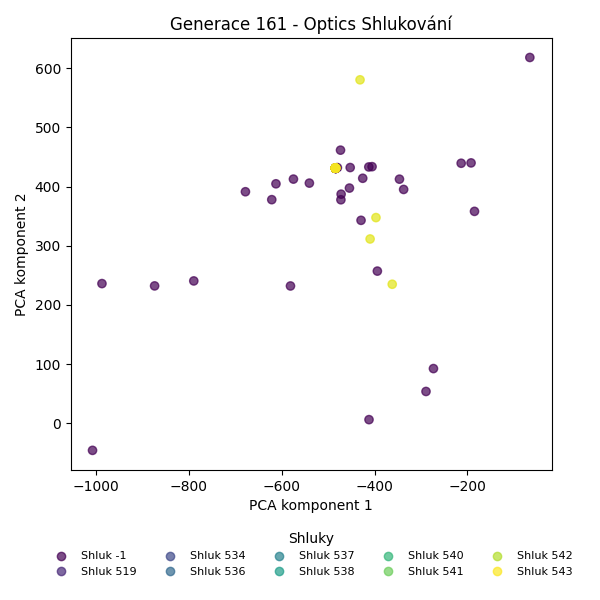 Generace 161 - Optics Shlukování
600
500
400
300
200
100
0
PCA komponent 2
−1000 −800 −600 −400 −200
PCA komponent 1
Shluky
Shluk -1 Shluk 534 Shluk 537 Shluk 540 Shluk 542
Shluk 519 Shluk 536 Shluk 538 Shluk 541 Shluk 543